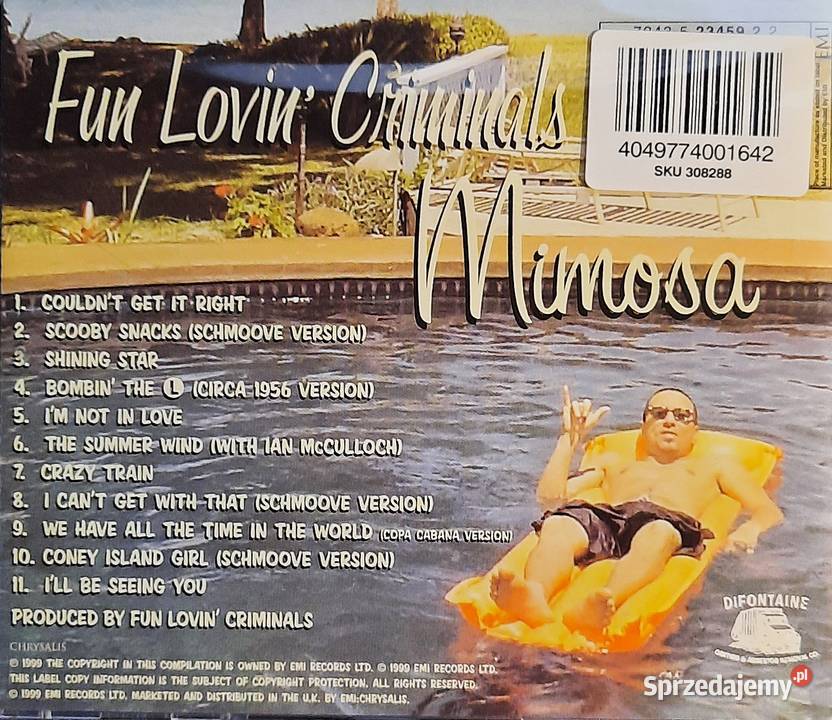 7243 5 23459 2 2
Fun Lovin' Criminals
EMI
4049774001642
SKU 308288
Mimosa
1. COULDN'T GET IT RIGHT
2. SCOOBY SNACKS (SCHMOOVE VERSION)
3. SHINING STAR
4. BOMBIN' THE L (CIRCA 1956 VERSION)
5. I'M NOT IN LOVE
6. THE SUMMER WIND (WITH IAN McCULLOCH)
7. CRAZY TRAIN
8. I CAN'T GET WITH THAT (SCHMOOVE VERSION)
9. WE HAVE ALL THE TIME IN THE WORLD (COPA CABANA VERSION)
10. CONEY ISLAND GIRL (SCHMOOVE VERSION)
11. I'LL BE SEEING YOU
PRODUCED BY FUN LOVIN' CRIMINALS
CHRYSALIS
℗ 1999 THE COPYRIGHT IN THIS COMPILATION IS OWNED BY EMI RECORDS LTD. © 1999 EMI RECORDS LTD.
THIS LABEL COPY INFORMATION IS THE SUBJECT OF COPYRIGHT PROTECTION. ALL RIGHTS RESERVED.
© 1999 EMI RECORDS LTD. MARKETED AND DISTRIBUTED IN THE U.K. BY EMI:CHRYSALIS.
DIFONTAINE
Sprzedajemy.pl